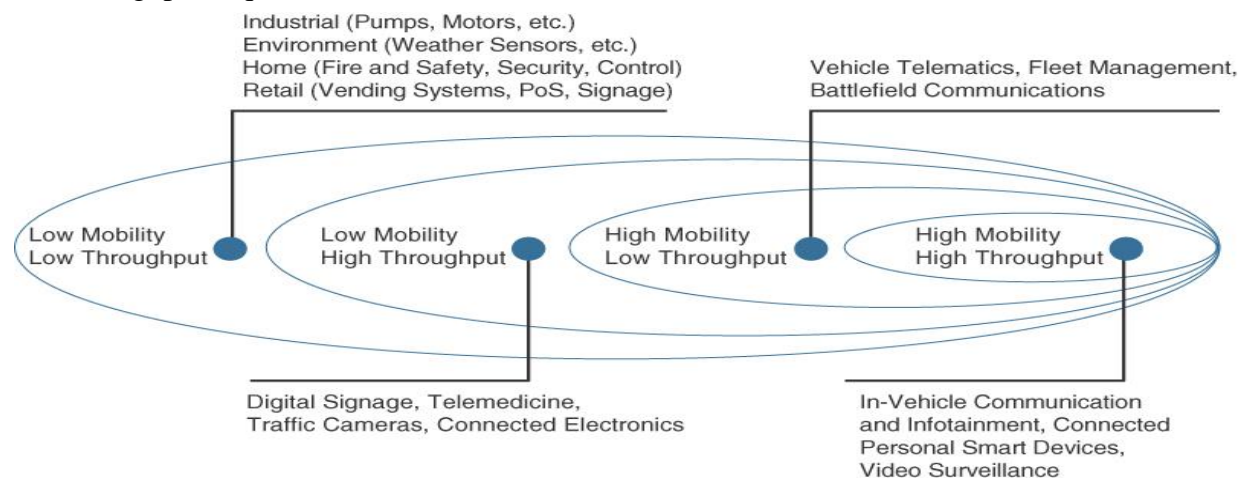 Industrial (Pumps, Motors, etc.)
Environment (Weather Sensors, etc.)
Home (Fire and Safety, Security, Control)
Retail (Vending Systems, PoS, Signage)
Vehicle Telematics, Fleet Management,
Battlefield Communications
Low Mobility
Low Throughput
Low Mobility
High Throughput
High Mobility
Low Throughput
High Mobility
High Throughput
Digital Signage, Telemedicine,
Traffic Cameras, Connected Electronics
In-Vehicle Communication
and Infotainment, Connected
Personal Smart Devices,
Video Surveillance